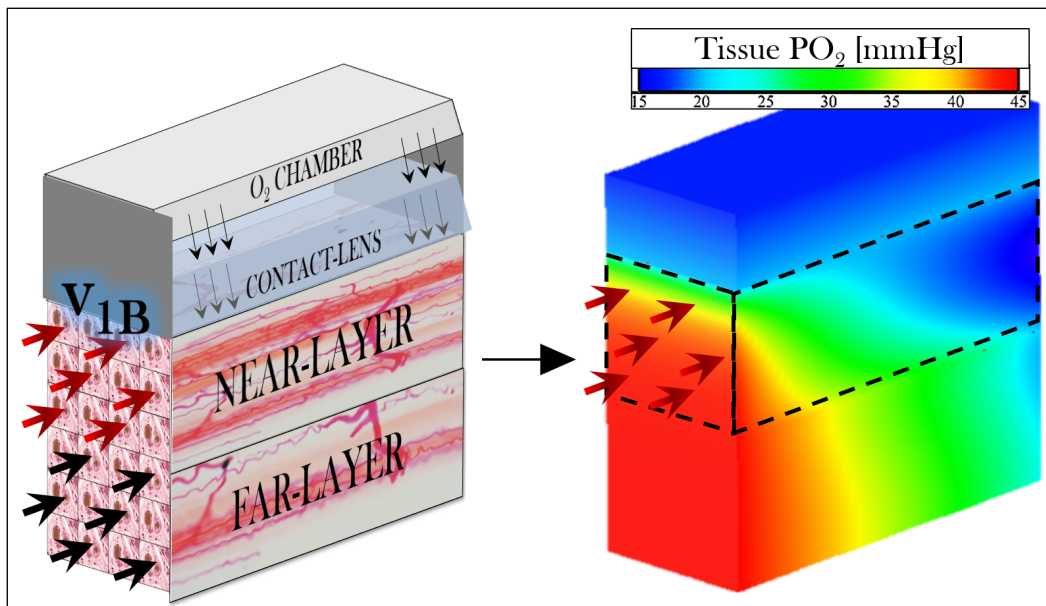 Tissue PO₂ [mmHg]
15 20 25 30 35 40 45
O₂ CHAMBER
CONTACT-LENS
V₁B
NEAR-LAYER
FAR-LAYER